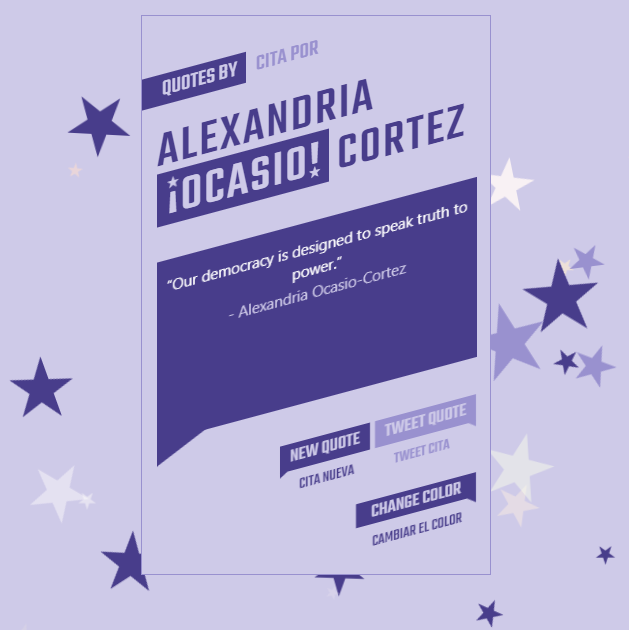 QUOTES BY CITA POR
ALEXANDRIA
¡OCASIO! CORTEZ
"Our democracy is designed to speak truth to
power."
- Alexandria Ocasio-Cortez
NEW QUOTE TWEET QUOTE
CITA NUEVA TWEET CITA
CHANGE COLOR
CAMBIAR EL COLOR